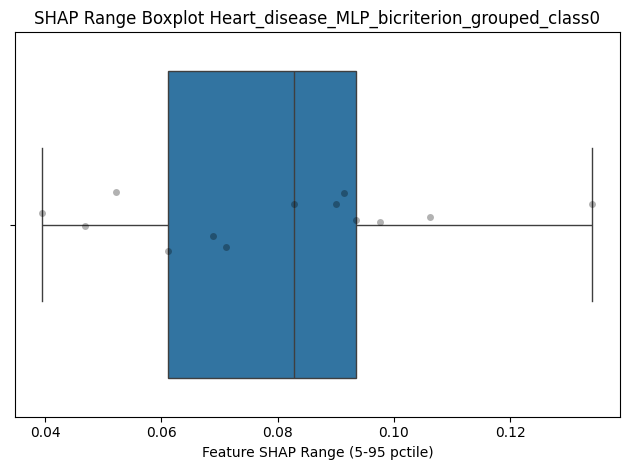 SHAP Range Boxplot Heart_disease_MLP_bicriterion_grouped_class0
0.04 0.06 0.08 0.10 0.12
Feature SHAP Range (5-95 pctile)